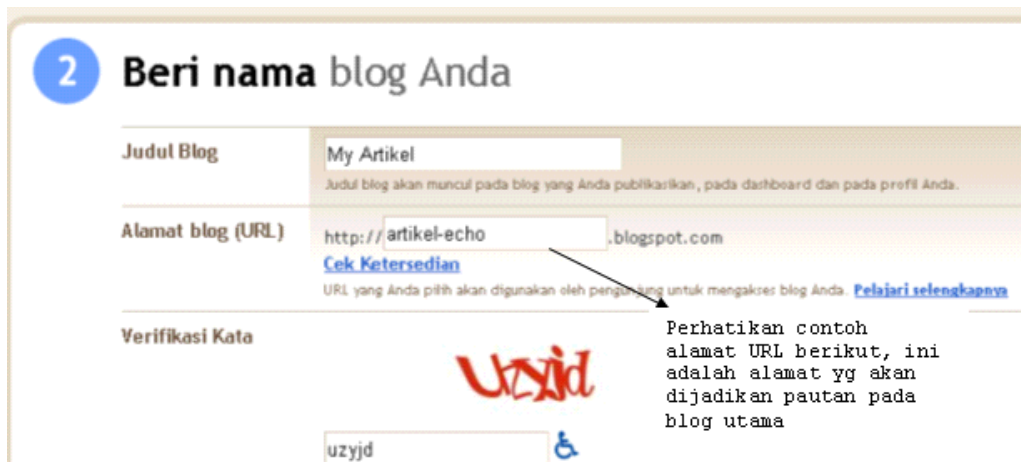 2 Beri nama blog Anda
Judul Blog
My Artikel
Judul blog akan muncul pada blog yang Anda publikasikan, pada dashboard dan pada profil Anda.
Alamat blog (URL)
http:// artikel-echo .blogspot.com
Cek Ketersedian
URL yang Anda pilih akan digunakan oleh pengunjung untuk mengakses blog Anda. Pelajari selengkapnya
Perhatikan contoh
alamat URL berikut, ini
adalah alamat yg akan
dijadikan pautan pada
blog utama
Verifikasi Kata
Uzyjd
uzyjd